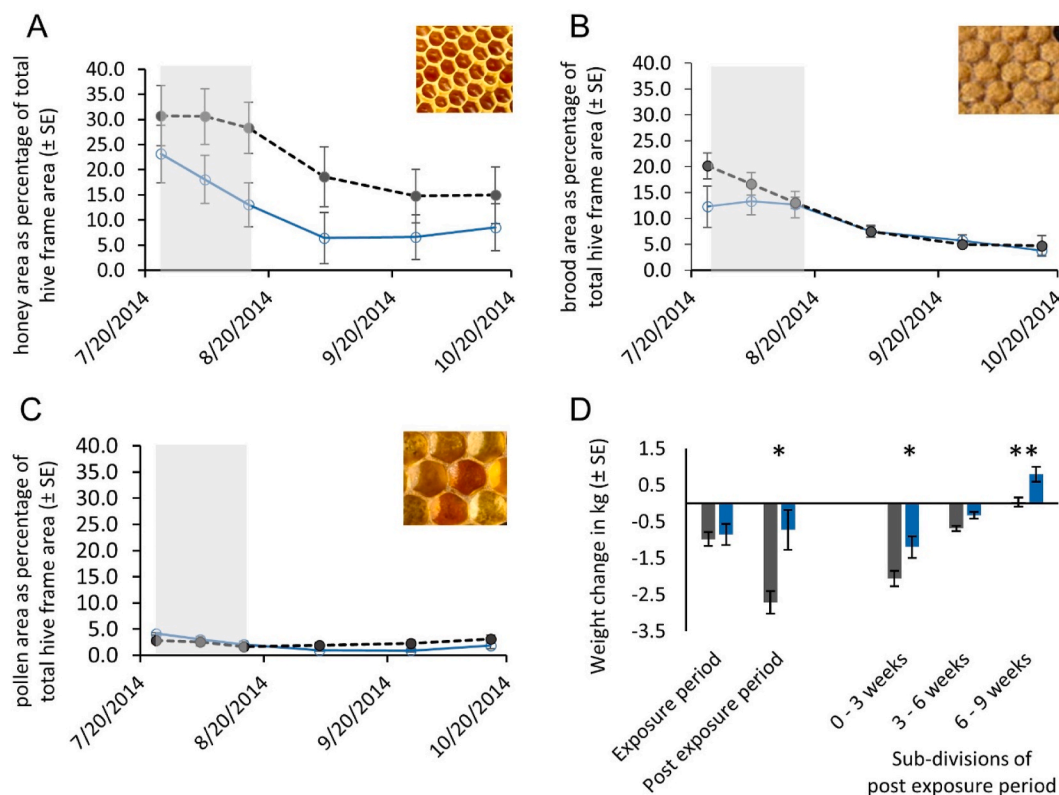 A
honey area as percentage of total
hive frame area (± SE)
40.0
35.0
30.0
25.0
20.0
15.0
10.0
5.0
0.0
7/20/2014
8/20/2014
9/20/2014
10/20/2014
B
brood area as percentage of
total hive frame area (± SE)
40.0
35.0
30.0
25.0
20.0
15.0
10.0
5.0
0.0
7/20/2014
8/20/2014
9/20/2014
10/20/2014
C
pollen area as percentage of
total hive frame area (± SE)
40.0
35.0
30.0
25.0
20.0
15.0
10.0
5.0
0.0
7/20/2014
8/20/2014
9/20/2014
10/20/2014
D
Weight change in kg (± SE)
1.5
0.5
-0.5
-1.5
-2.5
-3.5
*
*
**
Exposure period
Post exposure period
0 - 3 weeks
3 - 6 weeks
6 - 9 weeks
Sub-divisions of
post exposure period